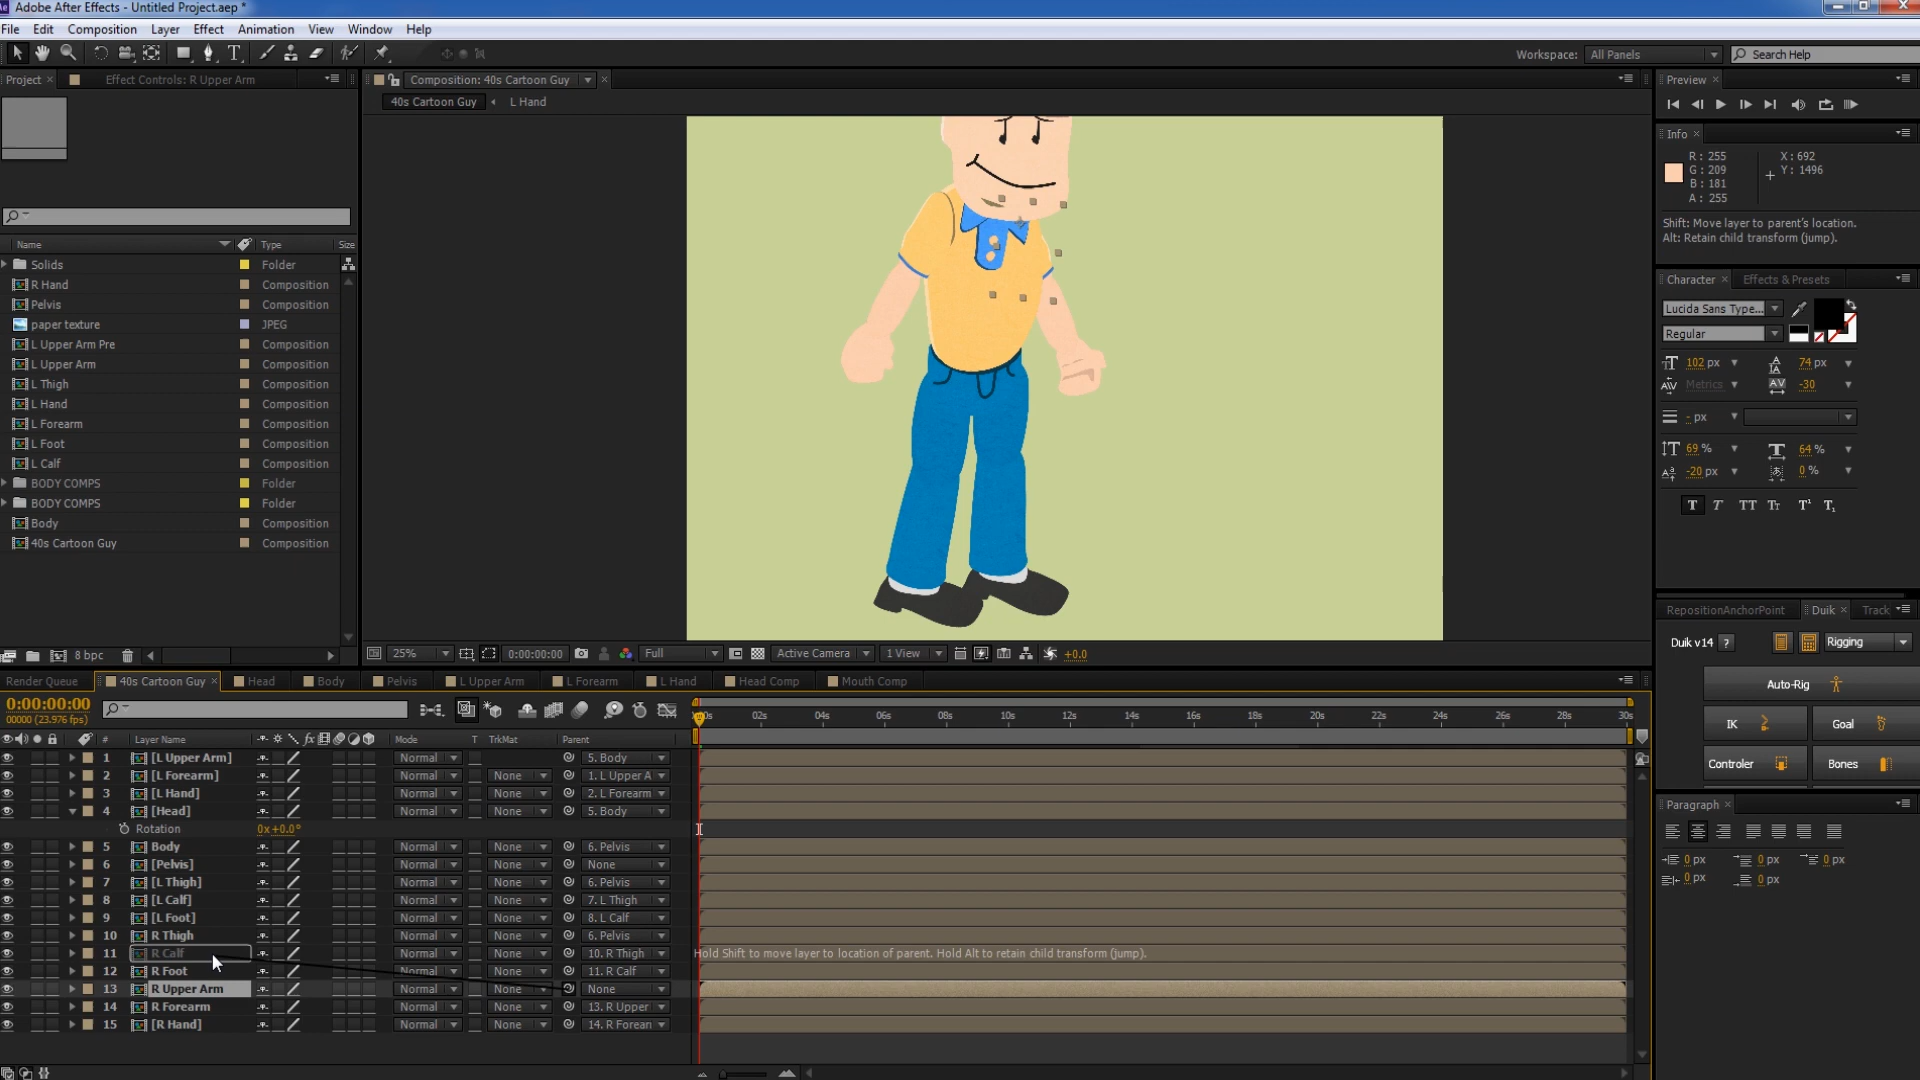 Adobe After Effects - Untitled Project.aep *
File Edit Composition Layer Effect Animation View Window Help
Workspace: All Panels Search Help
Project Effect Controls: R Upper Arm
Composition: 40s Cartoon Guy
40s Cartoon Guy L Hand
Name Type Size
Solids Folder
R Hand Composition
Pelvis Composition
paper texture JPEG
L Upper Arm Pre Composition
L Upper Arm Composition
L Thigh Composition
L Hand Composition
L Forearm Composition
L Foot Composition
L Calf Composition
BODY COMPS Folder
BODY COMPS Folder
Body Composition
40s Cartoon Guy Composition
8 bpc
25% 0:00:00:00 Full Active Camera 1 View +0.0
Preview
Info
R: 255 X: 692
G: 209 Y: 1496
B: 181
A: 255
Shift: Move layer to parent's location.
Alt: Retain child transform (jump).
Character Effects & Presets
Lucida Sans Type...
Regular
102 px 74 px
Metrics -30
- px
69 % 64 %
-20 px 0 %
RepositionAnchorPoint Duik Track
Duik v14 ? Rigging
Auto-Rig
IK Goal
Controler Bones
Paragraph
0 px 0 px 0 px
0 px 0 px
Render Queue 40s Cartoon Guy Head Body Pelvis L Upper Arm L Forearm L Hand Head Comp Mouth Comp
0:00:00:00
00000 (23.976 fps)
02s 04s 06s 08s 10s 12s 14s 16s 18s 20s 22s 24s 26s 28s 30s
# Layer Name Mode T TrkMat Parent
1 [L Upper Arm] Normal 5. Body
2 [L Forearm] Normal None 1. L Upper A
3 [L Hand] Normal None 2. L Forearm
4 [Head] Normal None 5. Body
Rotation 0x+0.0°
5 Body Normal None 6. Pelvis
6 [Pelvis] Normal None None
7 [L Thigh] Normal None 6. Pelvis
8 [L Calf] Normal None 7. L Thigh
9 [L Foot] Normal None 8. L Calf
10 R Thigh Normal None 6. Pelvis
11 R Calf Normal None 10. R Thigh Hold Shift to move layer to location of parent. Hold Alt to retain child transform (jump).
12 R Foot Normal None 11. R Calf
13 R Upper Arm Normal None None
14 R Forearm Normal None 13. R Upper
15 [R Hand] Normal None 14. R Forear